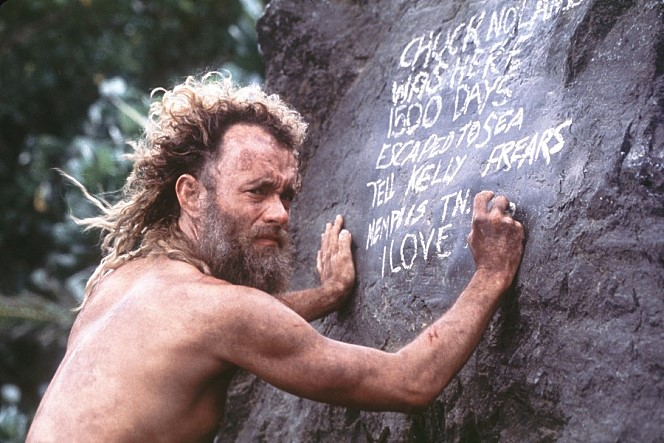 CHUCK NOLAND
WAS HERE
1500 DAYS
ESCAPED TO SEA
TELL KELLY FREARS
MEMPHIS TN.
I LOVE